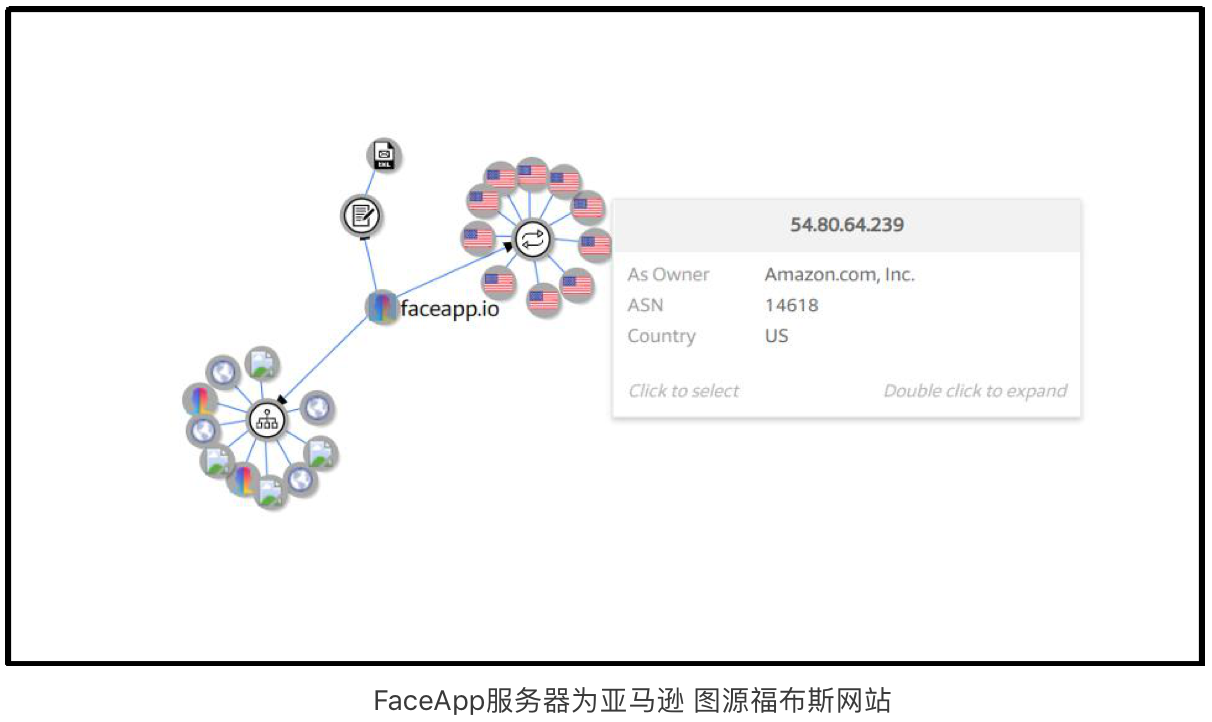 faceapp.io
54.80.64.239
As Owner Amazon.com, Inc.
ASN 14618
Country US
Click to select Double click to expand
FaceApp服务器为亚马逊 图源福布斯网站